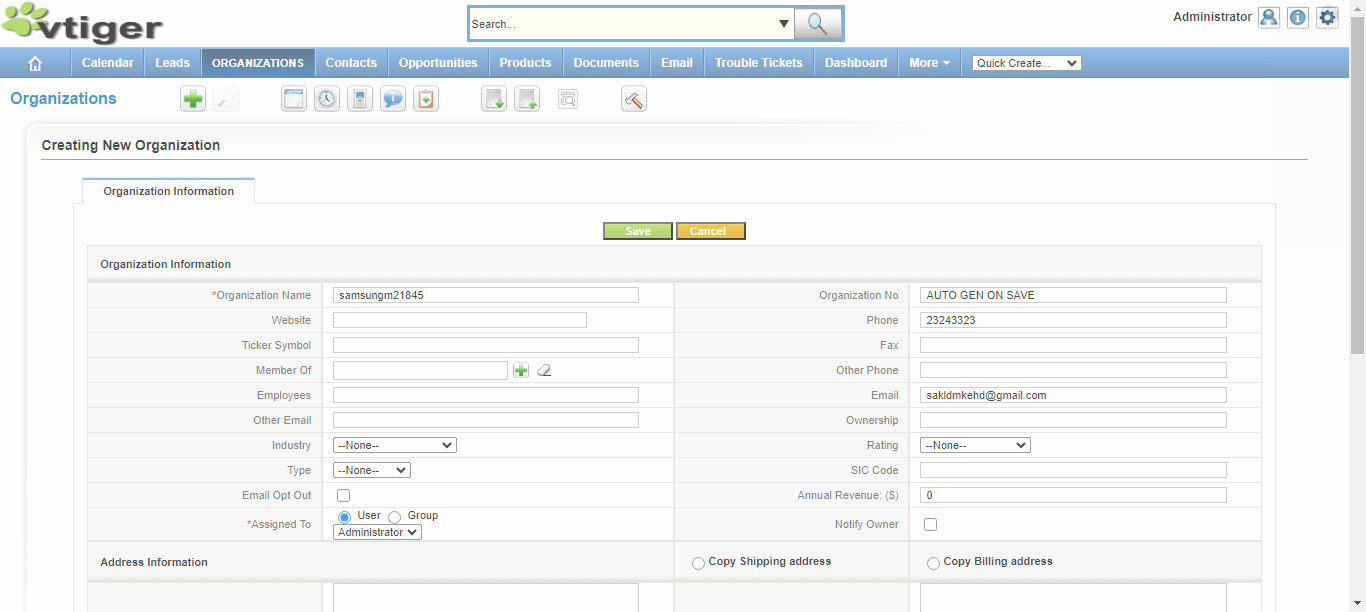 vtiger
Search...
Administrator
Calendar Leads ORGANIZATIONS Contacts Opportunities Products Documents Email Trouble Tickets Dashboard More Quick Create...
Organizations
Creating New Organization
Organization Information
Save Cancel
Organization Information
*Organization Name samsungm21845 Organization No AUTO GEN ON SAVE
Website Phone 23243323
Ticker Symbol Fax
Member Of Other Phone
Employees Email sakldmkehd@gmail.com
Other Email Ownership
Industry --None-- Rating --None--
Type --None-- SIC Code
Email Opt Out Annual Revenue: ($) 0
*Assigned To User Group Administrator Notify Owner
Address Information Copy Shipping address Copy Billing address